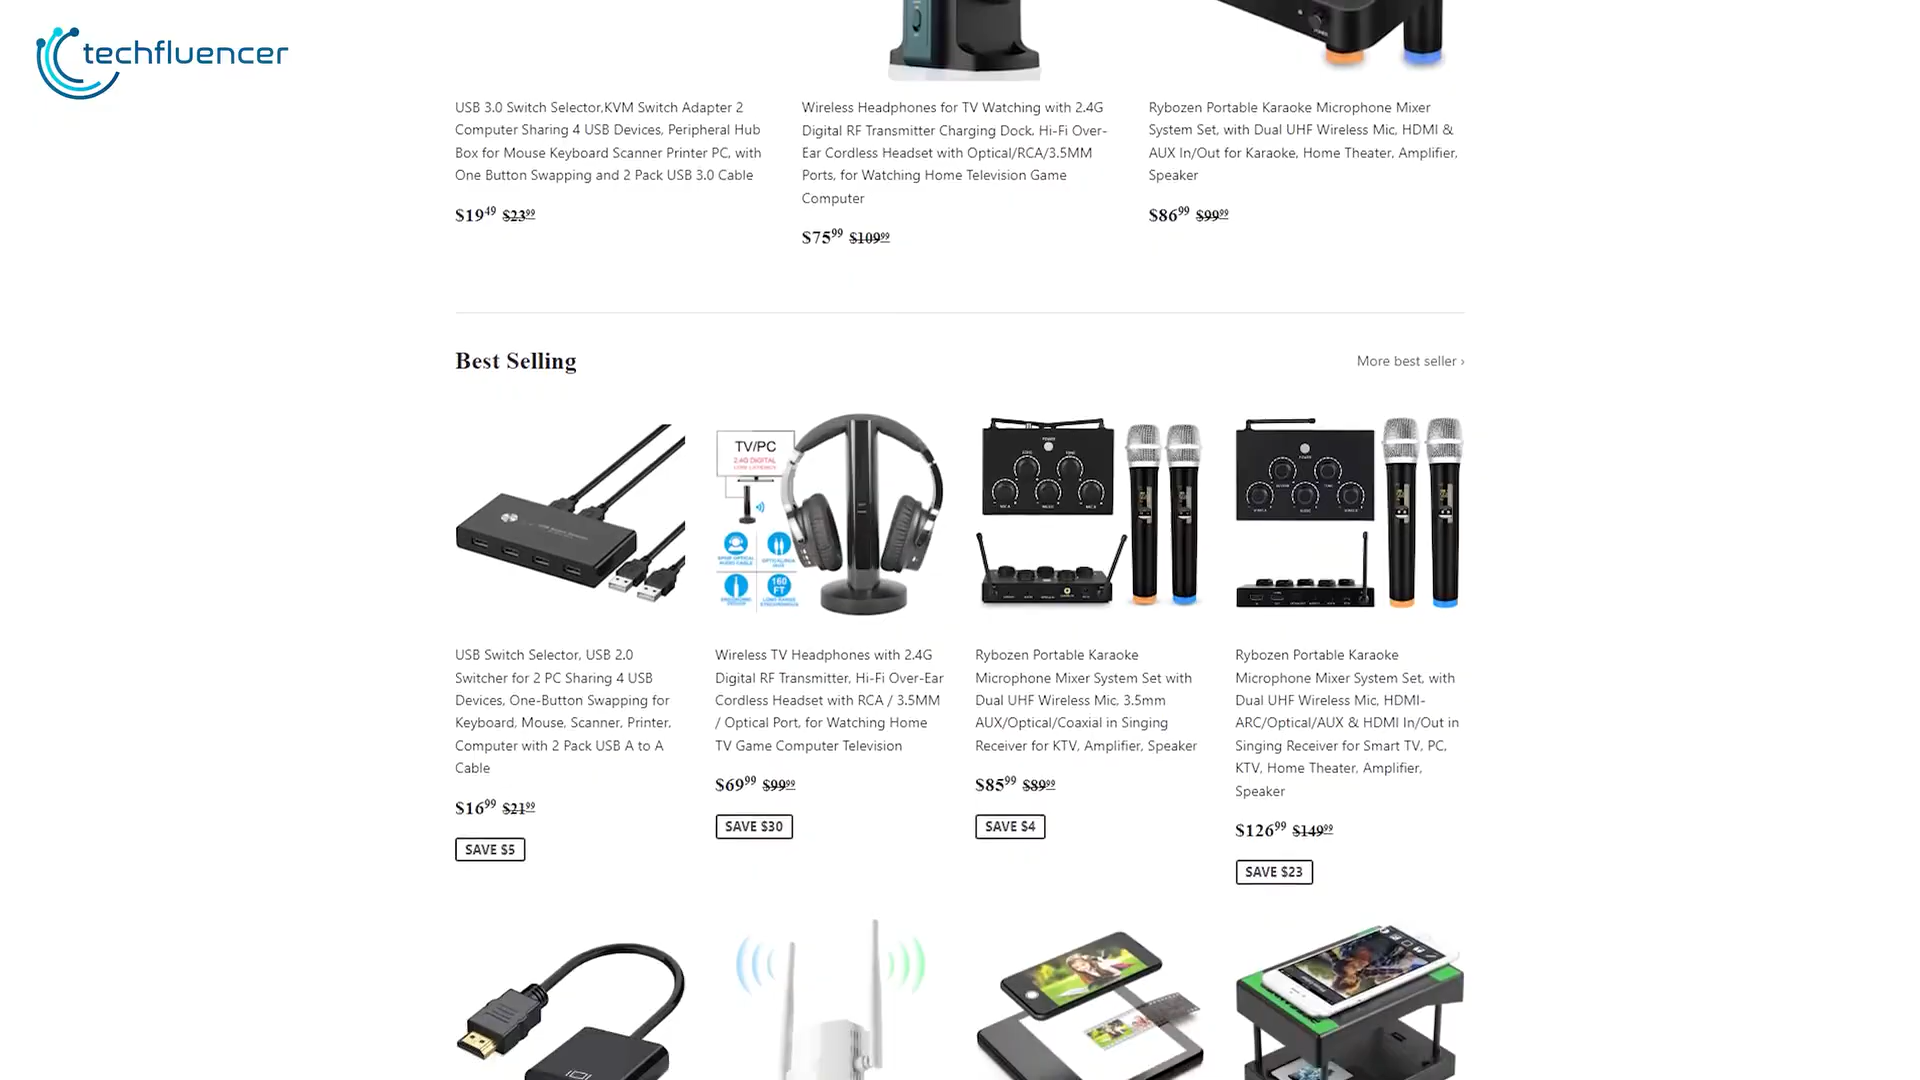 techfluencer
USB 3.0 Switch Selector,KVM Switch Adapter 2
Computer Sharing 4 USB Devices, Peripheral Hub
Box for Mouse Keyboard Scanner Printer PC, with
One Button Swapping and 2 Pack USB 3.0 Cable
$19⁴⁹ $23⁹⁹
Wireless Headphones for TV Watching with 2.4G
Digital RF Transmitter Charging Dock, Hi-Fi Over-
Ear Cordless Headset with Optical/RCA/3.5MM
Ports, for Watching Home Television Game
Computer
$75⁹⁹ $109⁹⁹
Rybozen Portable Karaoke Microphone Mixer
System Set, with Dual UHF Wireless Mic, HDMI &
AUX In/Out for Karaoke, Home Theater, Amplifier,
Speaker
$86⁹⁹ $99⁹⁹
Best Selling
More best seller ›
TV/PC
2.4G DIGITAL
160
FT
USB Switch Selector, USB 2.0
Switcher for 2 PC Sharing 4 USB
Devices, One-Button Swapping for
Keyboard, Mouse, Scanner, Printer,
Computer with 2 Pack USB A to A
Cable
$16⁹⁹ $21⁹⁹
SAVE $5
Wireless TV Headphones with 2.4G
Digital RF Transmitter, Hi-Fi Over-Ear
Cordless Headset with RCA / 3.5MM
/ Optical Port, for Watching Home
TV Game Computer Television
$69⁹⁹ $99⁹⁹
SAVE $30
POWER
Rybozen Portable Karaoke
Microphone Mixer System Set with
Dual UHF Wireless Mic, 3.5mm
AUX/Optical/Coaxial in Singing
Receiver for KTV, Amplifier, Speaker
$85⁹⁹ $89⁹⁹
SAVE $4
Rybozen Portable Karaoke
Microphone Mixer System Set, with
Dual UHF Wireless Mic, HDMI-
ARC/Optical/AUX & HDMI In/Out in
Singing Receiver for Smart TV, PC,
KTV, Home Theater, Amplifier,
Speaker
$126⁹⁹ $149⁹⁹
SAVE $23